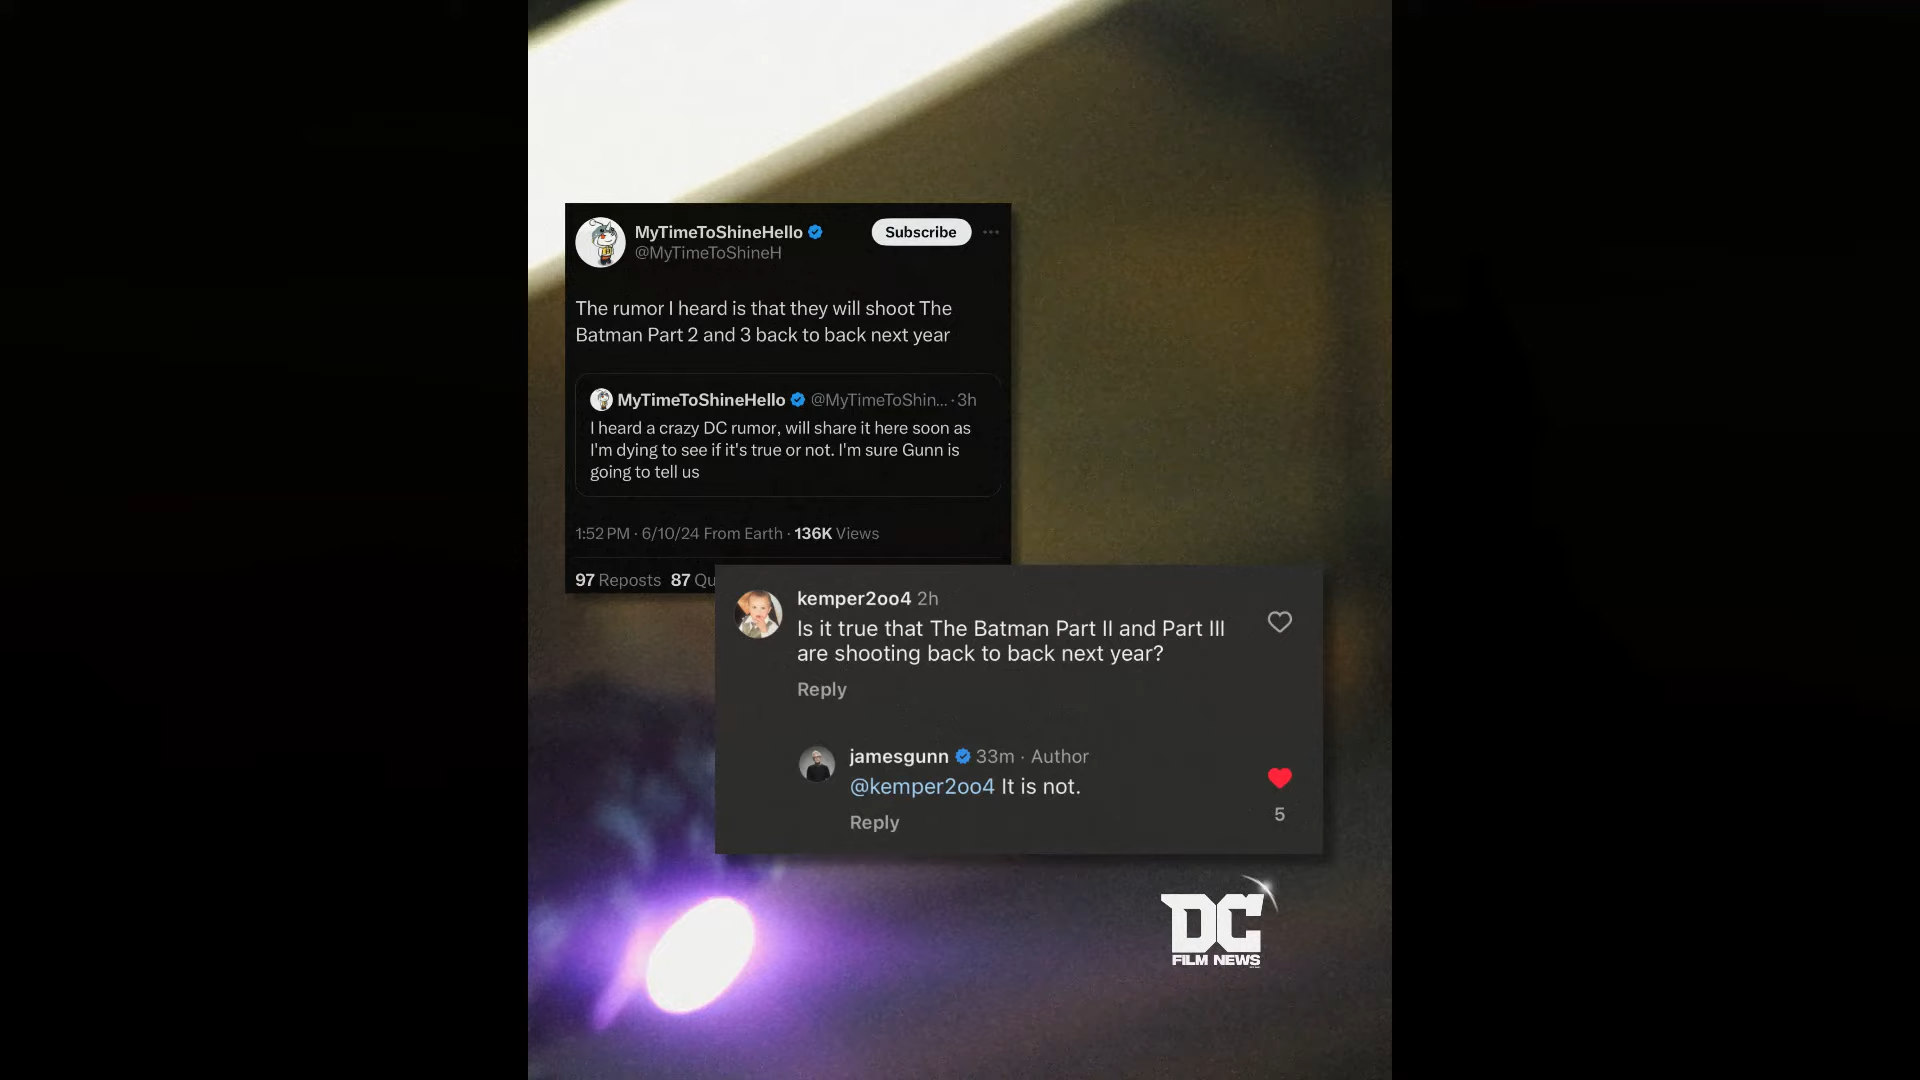 MyTimeToShineHello
Subscribe
@MyTimeToShineH
The rumor I heard is that they will shoot The
Batman Part 2 and 3 back to back next year
MyTimeToShineHello @MyTimeToShin... · 3h
I heard a crazy DC rumor, will share it here soon as
I'm dying to see if it's true or not. I'm sure Gunn is
going to tell us
1:52 PM · 6/10/24 From Earth · 136K Views
97 Reposts 87 Qu
kemper2oo4 2h
Is it true that The Batman Part II and Part III
are shooting back to back next year?
Reply
jamesgunn 33m · Author
@kemper2oo4 It is not.
5
Reply
DC
FILM NEWS